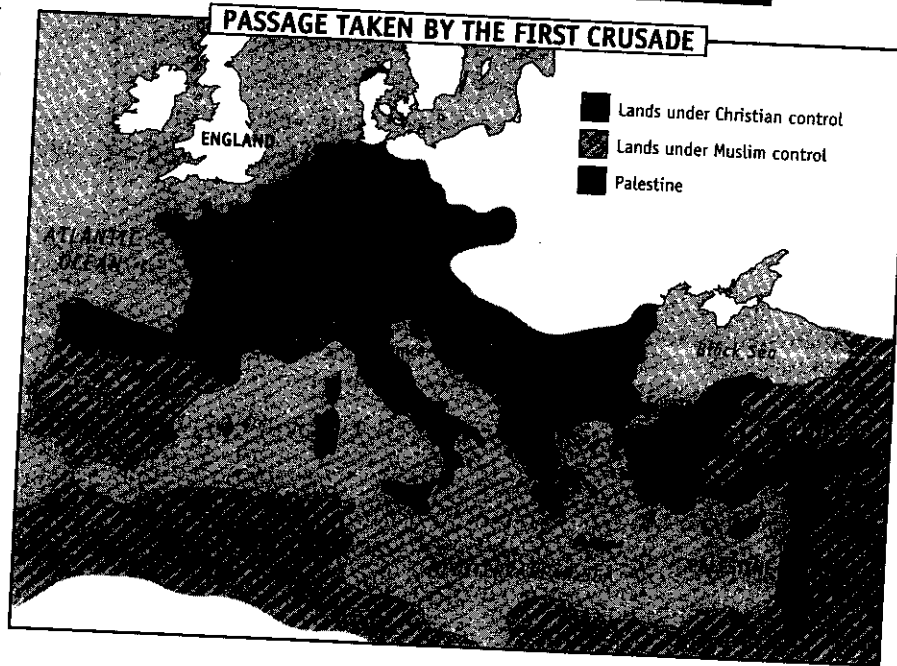 PASSAGE TAKEN BY THE FIRST CRUSADE
Lands under Christian control
Lands under Muslim control
Palestine
ENGLAND
ATLANTIC
OCEAN
Black Sea
PALESTINE